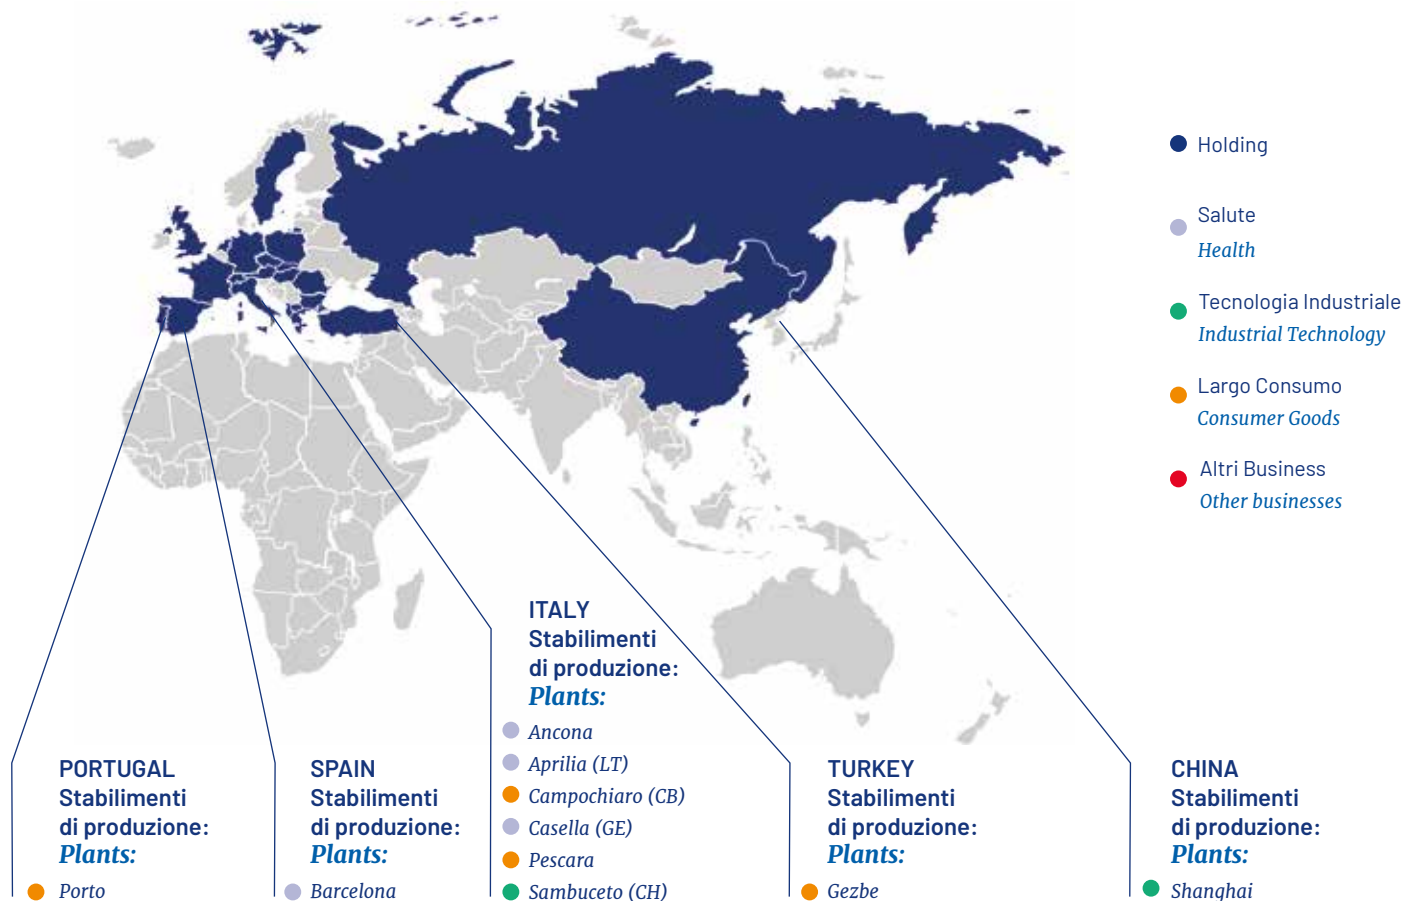 Holding
Salute
Health
Tecnologia Industriale
Industrial Technology
Largo Consumo
Consumer Goods
Altri Business
Other businesses
PORTUGAL
Stabilimenti
di produzione:
Plants:
Porto
SPAIN
Stabilimenti
di produzione:
Plants:
Barcelona
ITALY
Stabilimenti
di produzione:
Plants:
Ancona
Aprilia (LT)
Campochiaro (CB)
Casella (GE)
Pescara
Sambuceto (CH)
TURKEY
Stabilimenti
di produzione:
Plants:
Gezbe
CHINA
Stabilimenti
di produzione:
Plants:
Shanghai